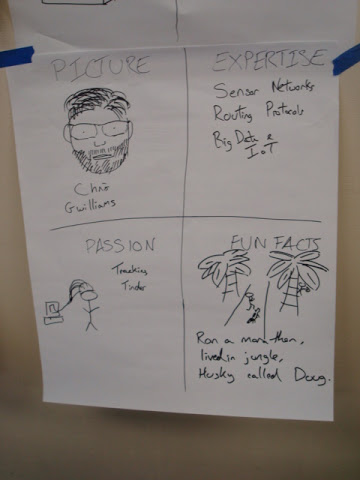 PICTURE
Chris
Gwilliams
EXPERTISE
Sensor Networks
Routing Protocols
Big Data &
IoT
PASSION
Teaching
Tinder
FUN FACTS
Ran a marathon,
lived in jungle,
Husky called Doug.